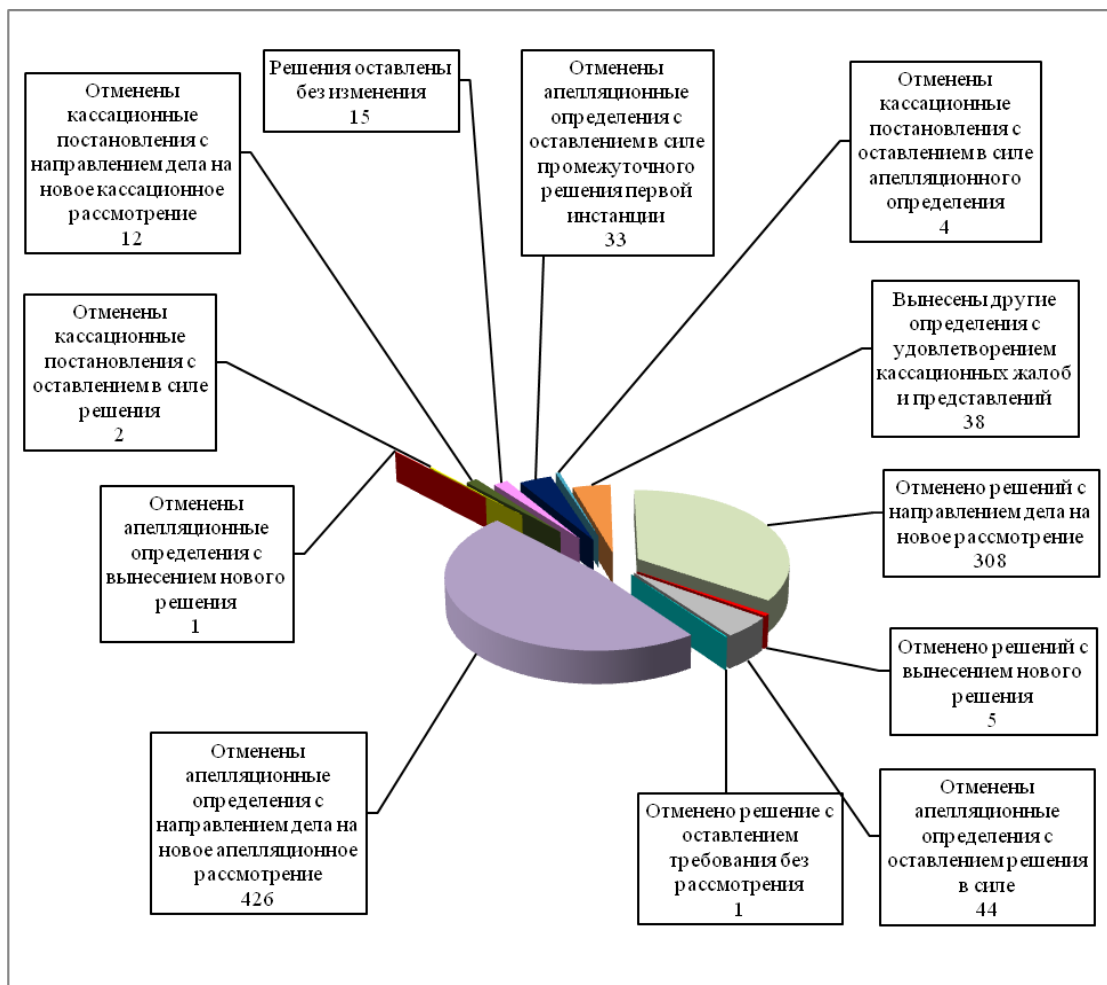 Отменены
кассационные
постановления с
направлением дела на
новое кассационное
рассмотрение
12
Решения оставлены
без изменения
15
Отменены
апелляционные
определения с
оставлением в силе
промежуточного
решения первой
инстанции
33
Отменены
кассационные
постановления с
оставлением в силе
апелляционного
определения
4
Отменены
кассационные
постановления с
оставлением в силе
решения
2
Вынесены другие
определения с
удовлетворением
кассационных жалоб
и представлений
38
Отменены
апелляционные
определения с
вынесением нового
решения
1
Отменено решений с
направлением дела на
новое рассмотрение
308
Отменено решений с
вынесением нового
решения
5
Отменены
апелляционные
определения с
направлением дела на
новое апелляционное
рассмотрение
426
Отменено решение с
оставлением
требования без
рассмотрения
1
Отменены
апелляционные
определения с
оставлением решения
в силе
44